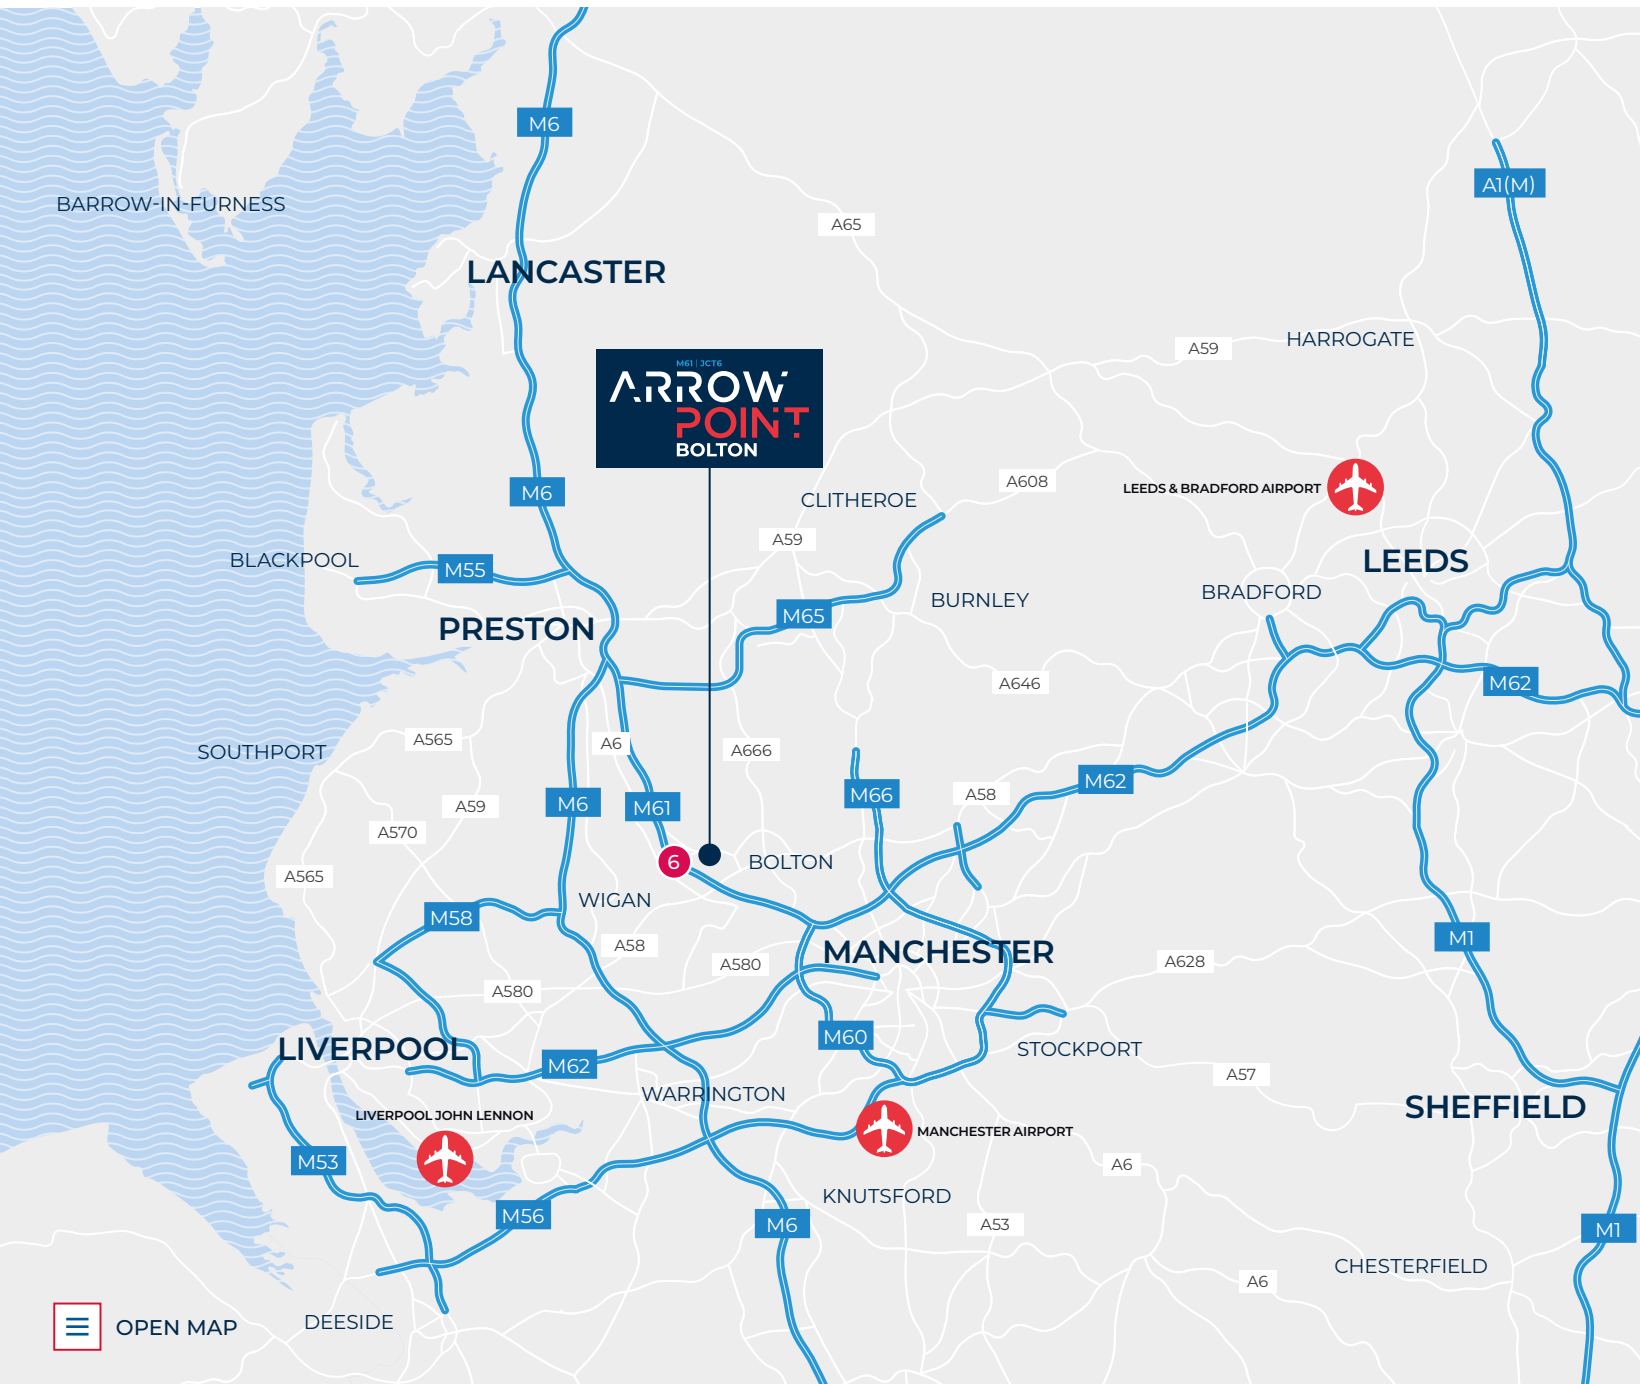 M6
A1(M)
BARROW-IN-FURNESS
A65
LANCASTER
HARROGATE
A59
M61 | JCT6
ARROW
POINT
BOLTON
A608
LEEDS & BRADFORD AIRPORT
M6
CLITHEROE
A59
BLACKPOOL
M55
LEEDS
BRADFORD
BURNLEY
M65
PRESTON
A646
M62
A565
A6
A666
SOUTHPORT
M62
M66
A58
A59
M6
M61
A570
6
BOLTON
A565
WIGAN
M58
A58
M1
MANCHESTER
A580
A628
A580
M60
LIVERPOOL
STOCKPORT
M62
A57
WARRINGTON
SHEFFIELD
LIVERPOOL JOHN LENNON
MANCHESTER AIRPORT
M53
A6
KNUTSFORD
M56
M6
A53
M1
CHESTERFIELD
A6
DEESIDE
OPEN MAP